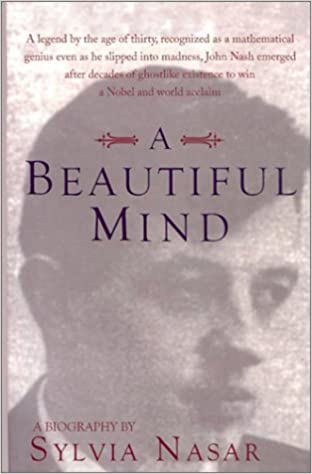 A legend by the age of thirty, recognized as a mathematical
genius even as he slipped into madness, John Nash emerged
after decades of ghostlike existence to win
a Nobel and world acclaim
A
BEAUTIFUL
MIND
A BIOGRAPHY BY
SYLVIA NASAR